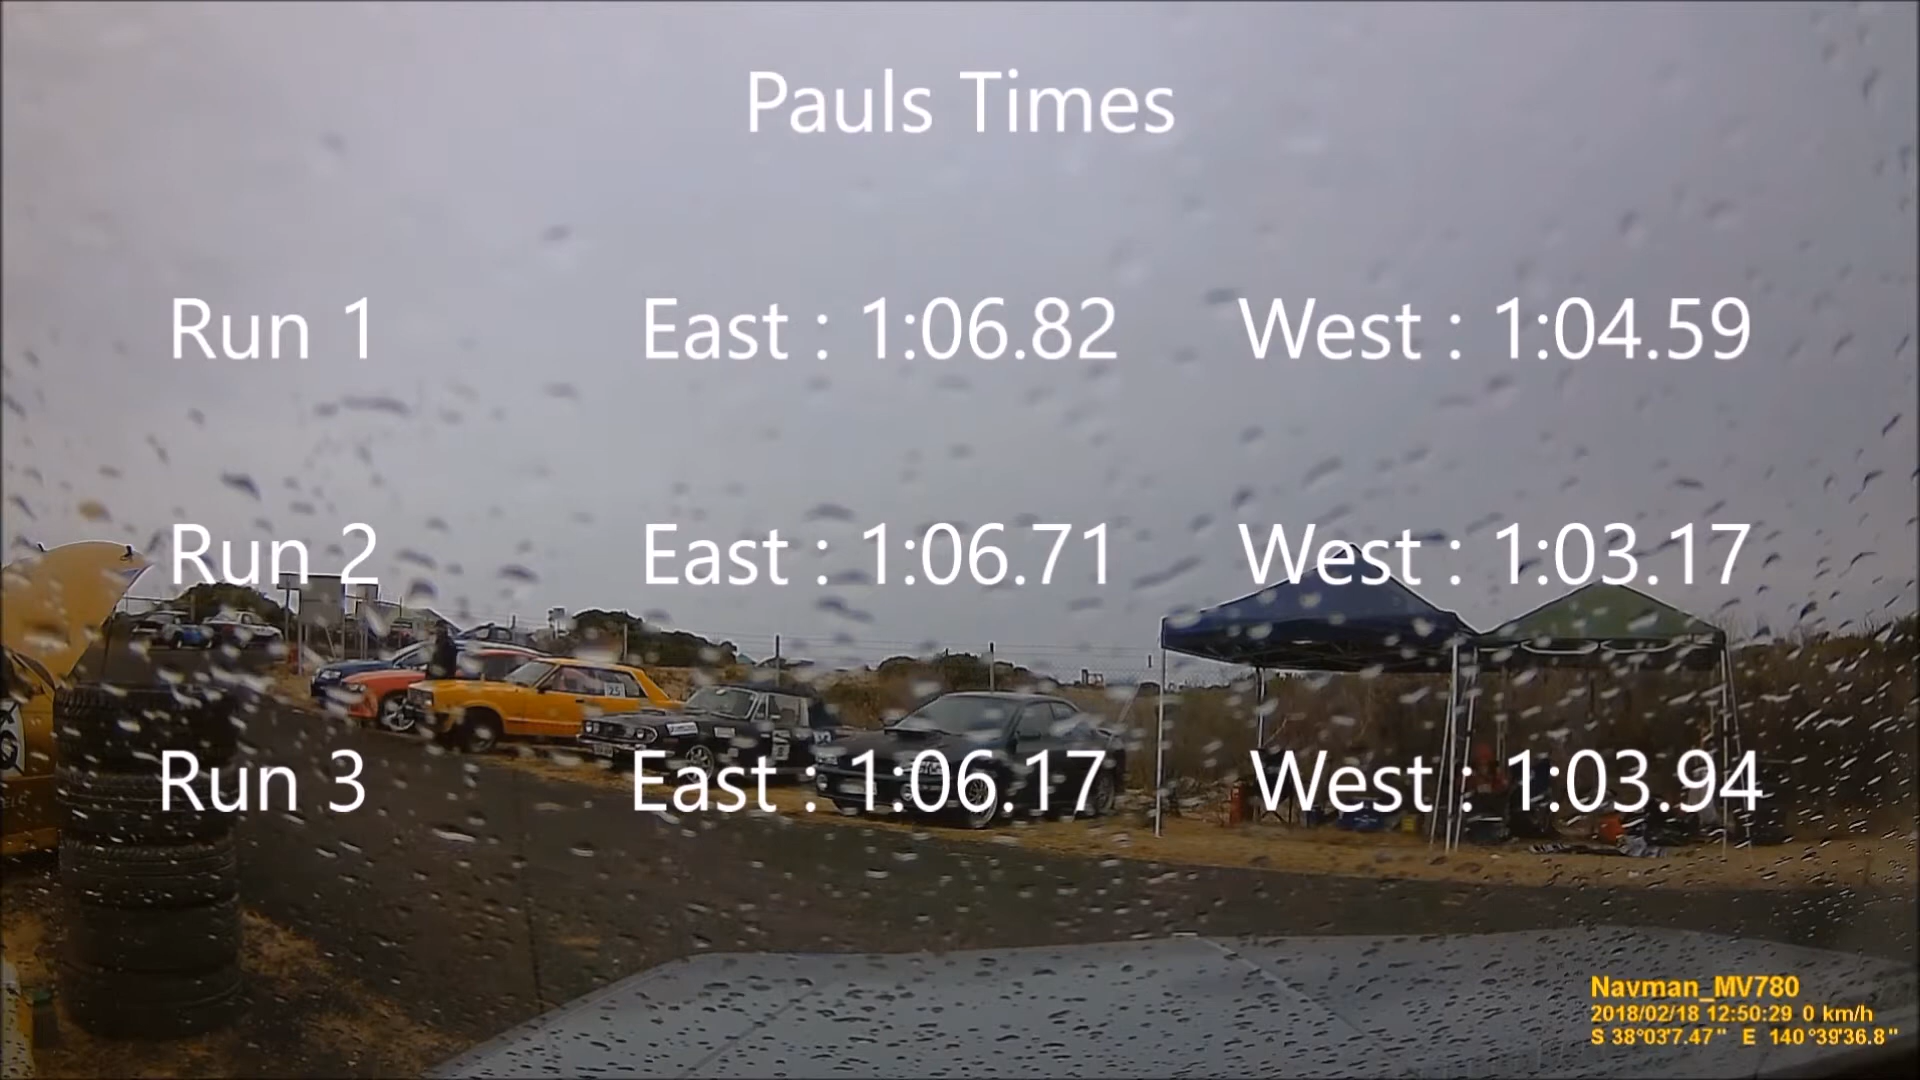 Pauls Times
Run 1 East : 1:06.82 West : 1:04.59
Run 2 East : 1:06.71 West : 1:03.17
25
Run 3 East : 1:06.17 West : 1:03.94
Navman_MV780
2018/02/18 12:50:29 0 km/h
S 38°03'7.47" E 140°39'36.8"